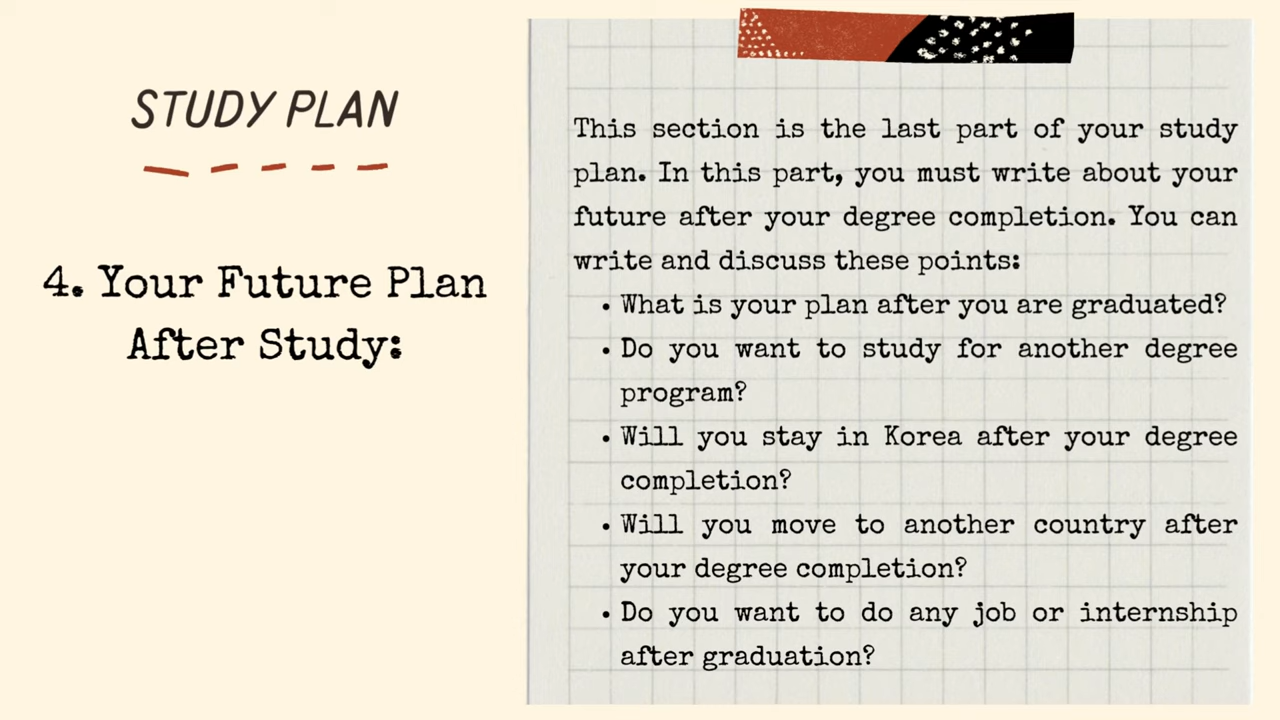 STUDY PLAN
4. Your Future Plan
After Study:
This section is the last part of your study
plan. In this part, you must write about your
future after your degree completion. You can
write and discuss these points:
• What is your plan after you are graduated?
• Do you want to study for another degree
program?
• Will you stay in Korea after your degree
completion?
• Will you move to another country after
your degree completion?
• Do you want to do any job or internship
after graduation?